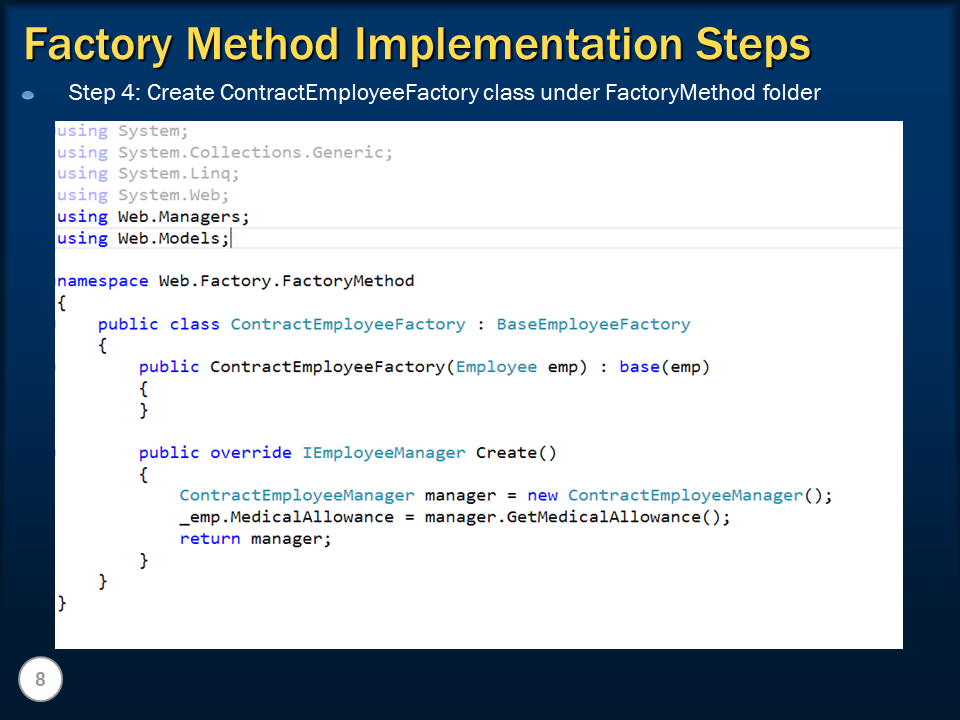 Factory Method Implementation Steps
Step 4: Create ContractEmployeeFactory class under FactoryMethod folder
using System;
using System.Collections.Generic;
using System.Linq;
using System.Web;
using Web.Managers;
using Web.Models;
namespace Web.Factory.FactoryMethod
{
    public class ContractEmployeeFactory : BaseEmployeeFactory
    {
        public ContractEmployeeFactory(Employee emp) : base(emp)
        {
        }
        public override IEmployeeManager Create()
        {
            ContractEmployeeManager manager = new ContractEmployeeManager();
            _emp.MedicalAllowance = manager.GetMedicalAllowance();
            return manager;
        }
    }
}
8